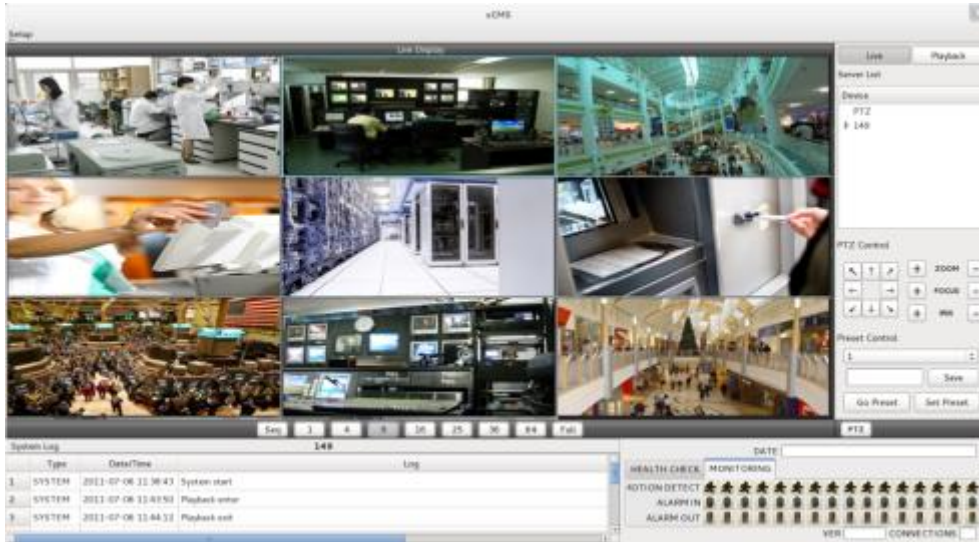 xCMS
Setup
Live Display
Live Playback
Server List
Device
PTZ
148
PTZ Control
ZOOM
FOCUS
IRIS
Preset Control
1
Save
Go Preset Set Preset
Seq 1 4 9 16 25 36 64 Full
PTZ
System Log 148
Type Date/Time Log
1 SYSTEM 2011-07-06 11:36:43 System start
2 SYSTEM 2011-07-06 11:43:50 Playback enter
3 SYSTEM 2011-07-06 11:44:12 Playback exit
DATE
HEALTH CHECK MONITORING
MOTION DETECT
ALARM IN
ALARM OUT
VER CONNECTIONS